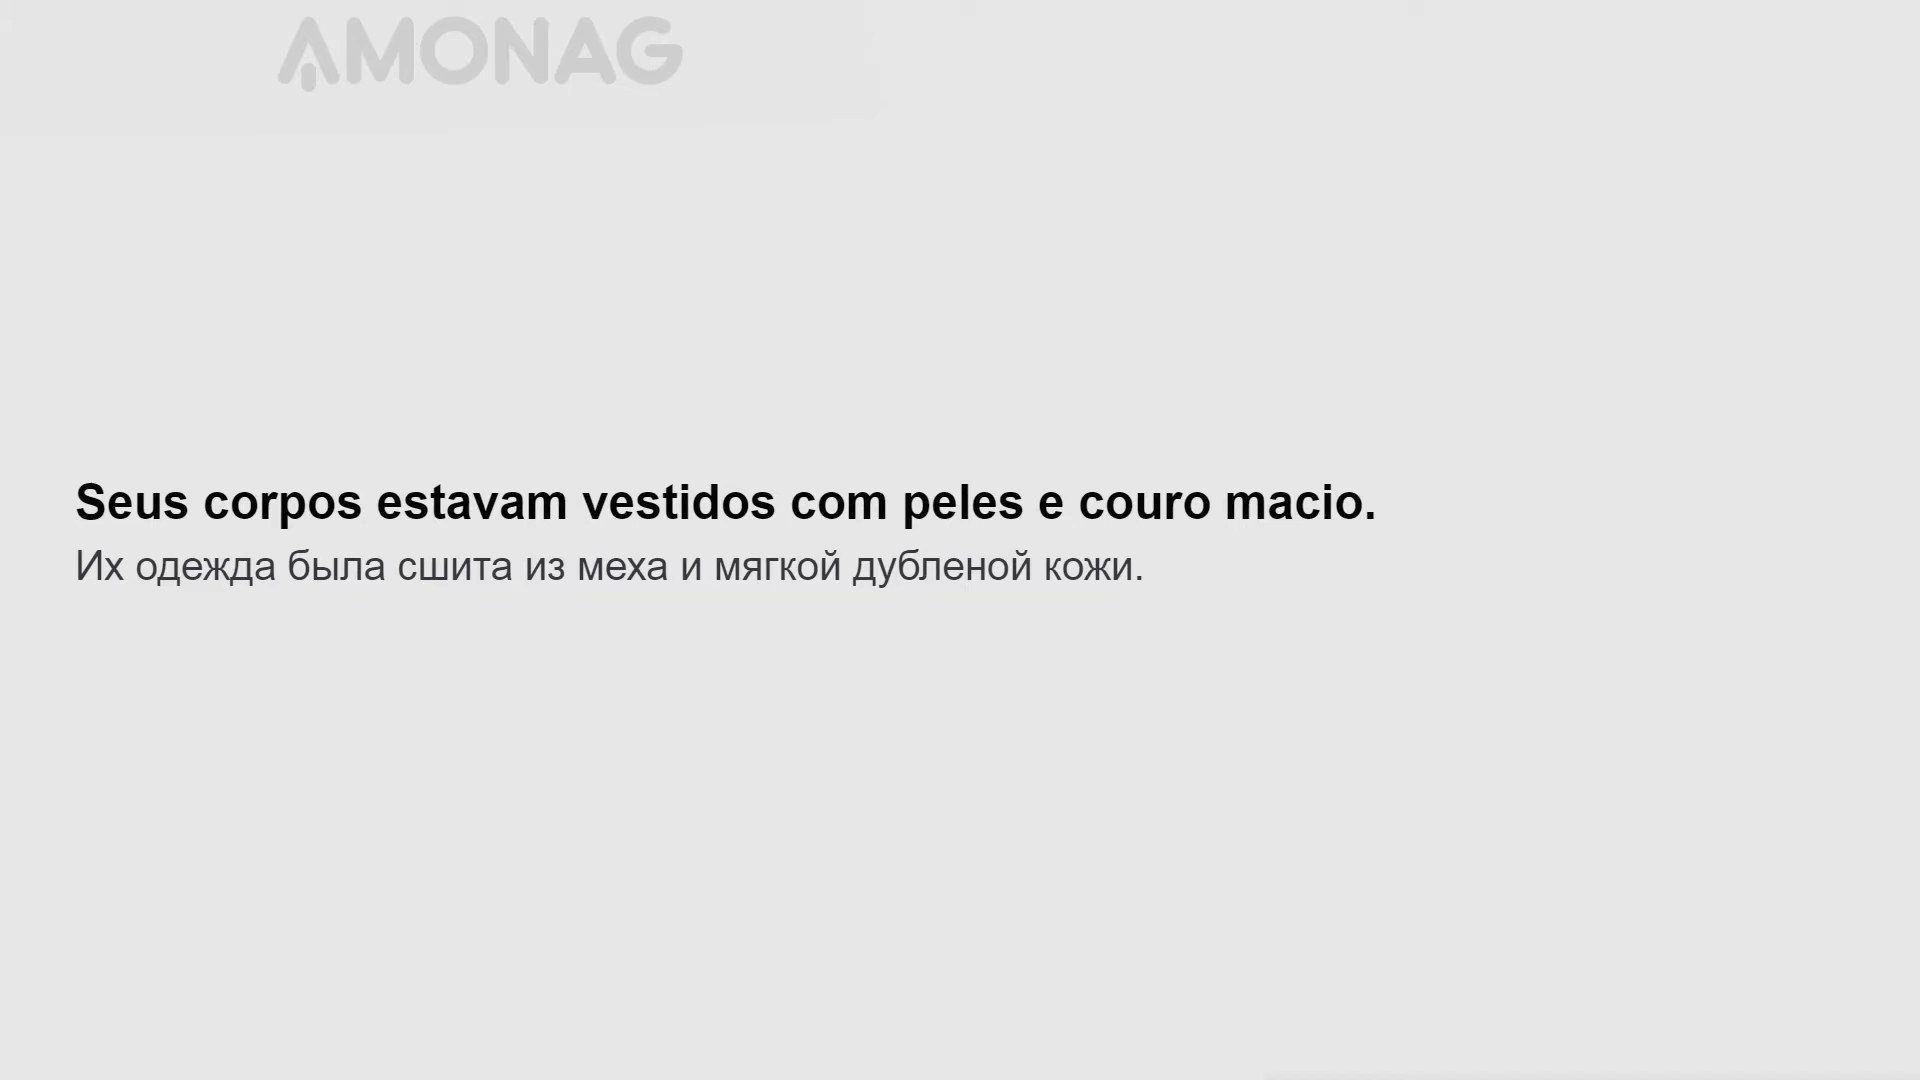 AMONAG
Seus corpos estavam vestidos com peles e couro macio.
Их одежда была сшита из меха и мягкой дубленой кожи.